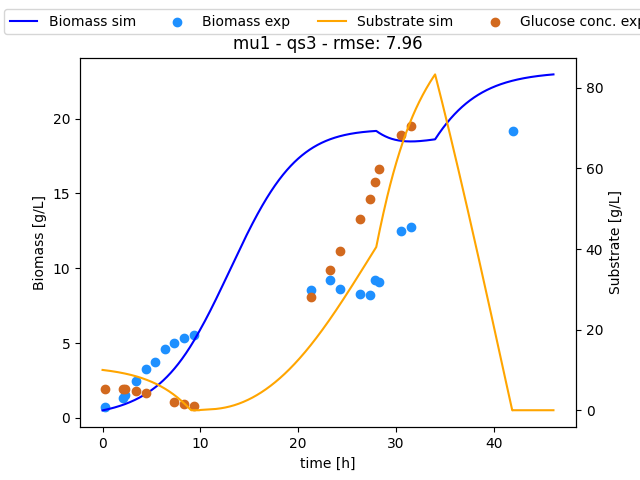 Biomass sim Biomass exp Substrate sim Glucose conc. exp
mu1 - qs3 - rmse: 7.96
Biomass [g/L]
Substrate [g/L]
20
15
10
5
0
80
60
40
20
0
0 10 20 30 40
time [h]